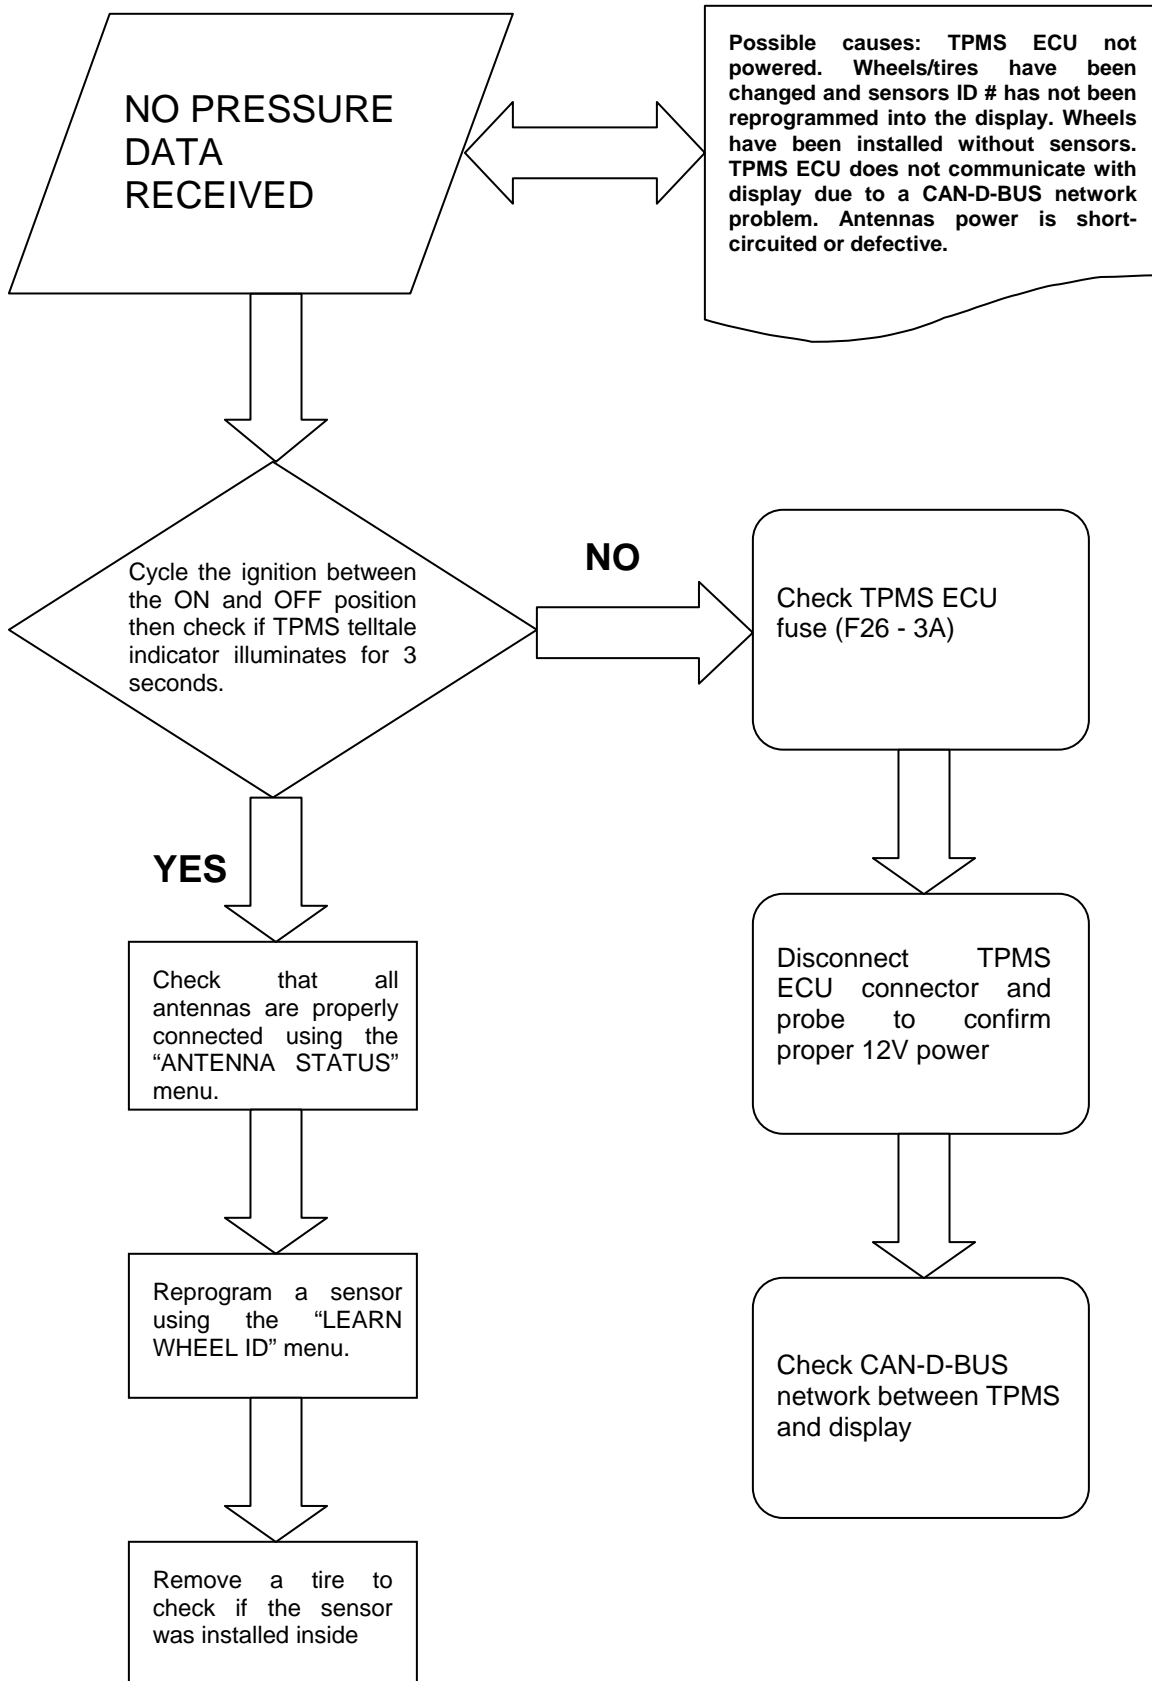 NO PRESSURE
DATA
RECEIVED
Possible causes: TPMS ECU not
powered. Wheels/tires have been
changed and sensors ID # has not been
reprogrammed into the display. Wheels
have been installed without sensors.
TPMS ECU does not communicate with
display due to a CAN-D-BUS network
problem. Antennas power is short-
circuited or defective.
Cycle the ignition between
the ON and OFF position
then check if TPMS telltale
indicator illuminates for 3
seconds.
NO
Check TPMS ECU
fuse (F26 - 3A)
YES
Check that all
antennas are properly
connected using the
“ANTENNA STATUS”
menu.
Disconnect TPMS
ECU connector and
probe to confirm
proper 12V power
Reprogram a sensor
using the “LEARN
WHEEL ID” menu.
Check CAN-D-BUS
network between TPMS
and display
Remove a tire to
check if the sensor
was installed inside